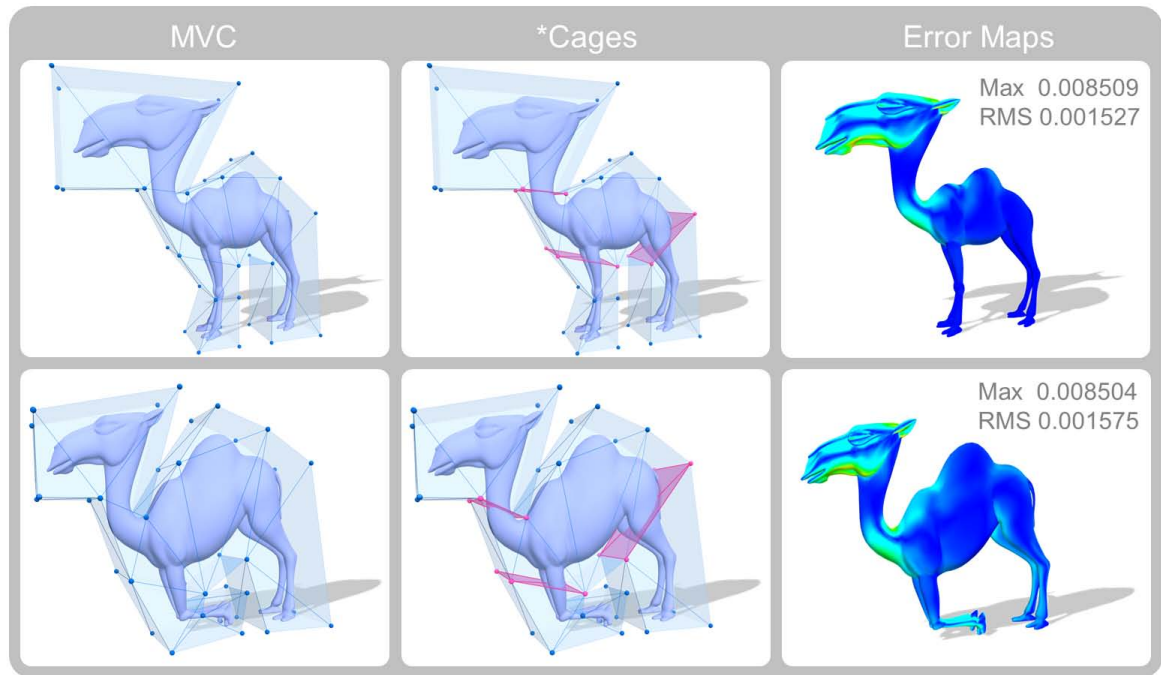 MVC
*Cages
Error Maps
Max 0.008509
RMS 0.001527
Max 0.008504
RMS 0.001575